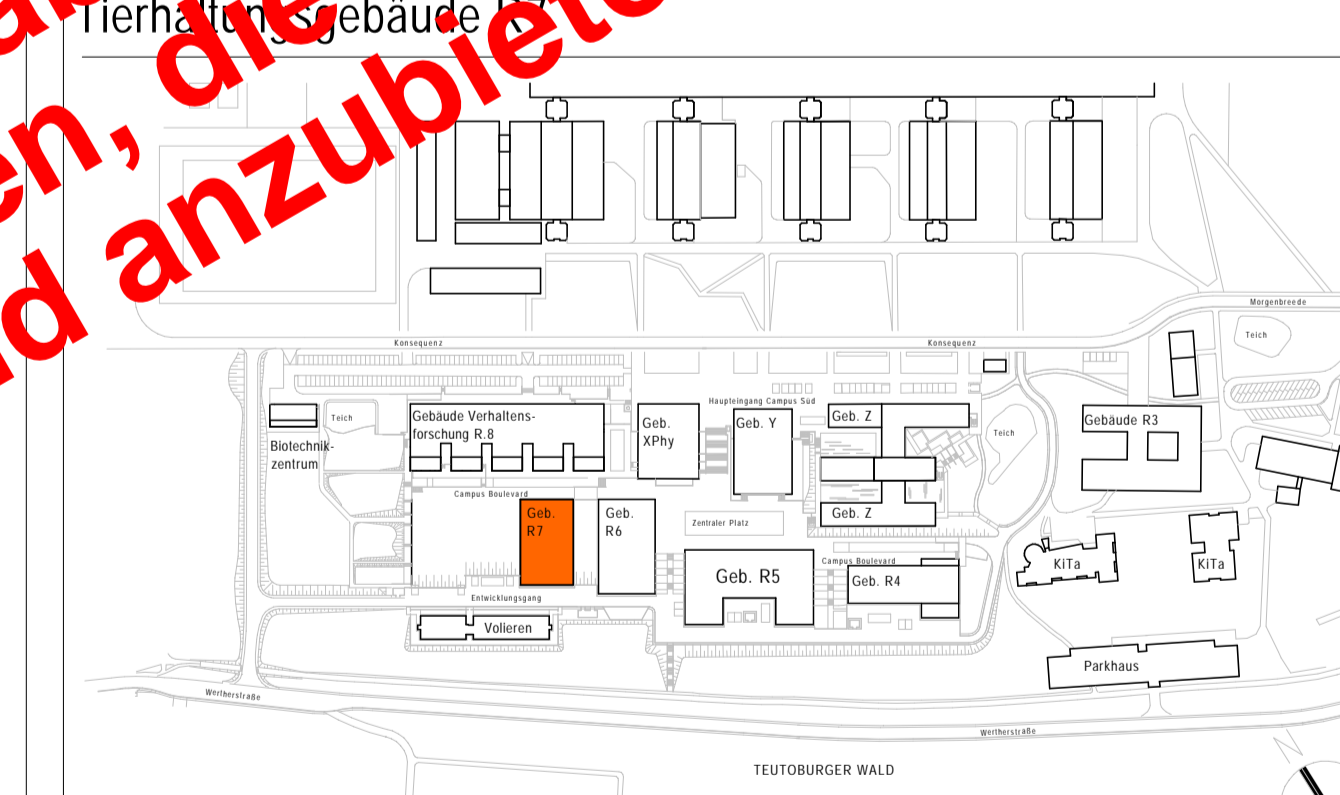 Tierhaltungsgebäude R7
en, die
d anzubiete
Morgenbreede
Teich
Konsequenz
Konsequenz
Haupteingang Campus Süd
Teich
Gebäude Verhaltens-
forschung R.8
Geb.
XPhy
Geb. Y
Geb. Z
Gebäude R3
Teich
Biotechnik-
zentrum
Campus Boulevard
Geb.
R7
Geb.
R6
Zentraler Platz
Geb. Z
Campus Boulevard
Geb. R5
Geb. R4
KiTa
KiTa
Entwicklungsgang
Volieren
Parkhaus
Wertherstraße
Wertherstraße
TEUTOBURGER WALD
N